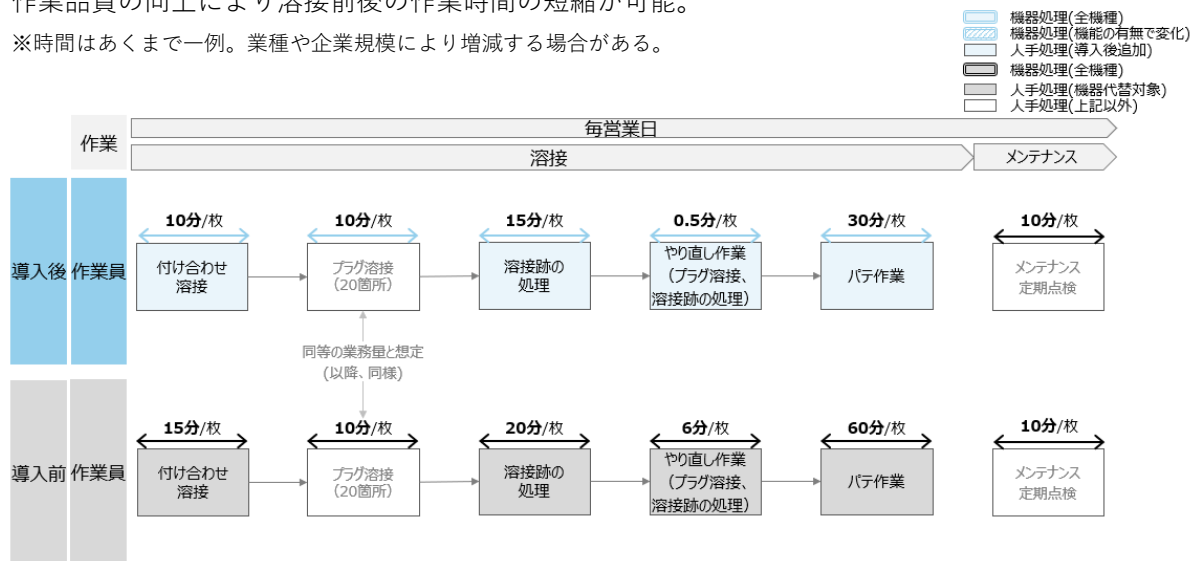 作業品質の向上により溶接前後の作業時間の短縮が可能。
※時間はあくまで一例。業種や企業規模により増減する場合がある。
機器処理(全機種)
機器処理(機能の有無で変化)
人手処理(導入後追加)
機器処理(全機種)
人手処理(機器代替対象)
人手処理(上記以外)
作業
毎営業日
溶接
メンテナンス
導入後
作業員
10分/枚
10分/枚
15分/枚
0.5分/枚
30分/枚
10分/枚
付け合わせ
溶接
プラグ溶接
(20箇所)
溶接跡の
処理
やり直し作業
(プラグ溶接、
溶接跡の処理)
パテ作業
メンテナンス
定期点検
同等の業務量と想定
(以降、同様)
導入前
作業員
15分/枚
10分/枚
20分/枚
6分/枚
60分/枚
10分/枚
付け合わせ
溶接
プラグ溶接
(20箇所)
溶接跡の
処理
やり直し作業
(プラグ溶接、
溶接跡の処理)
パテ作業
メンテナンス
定期点検